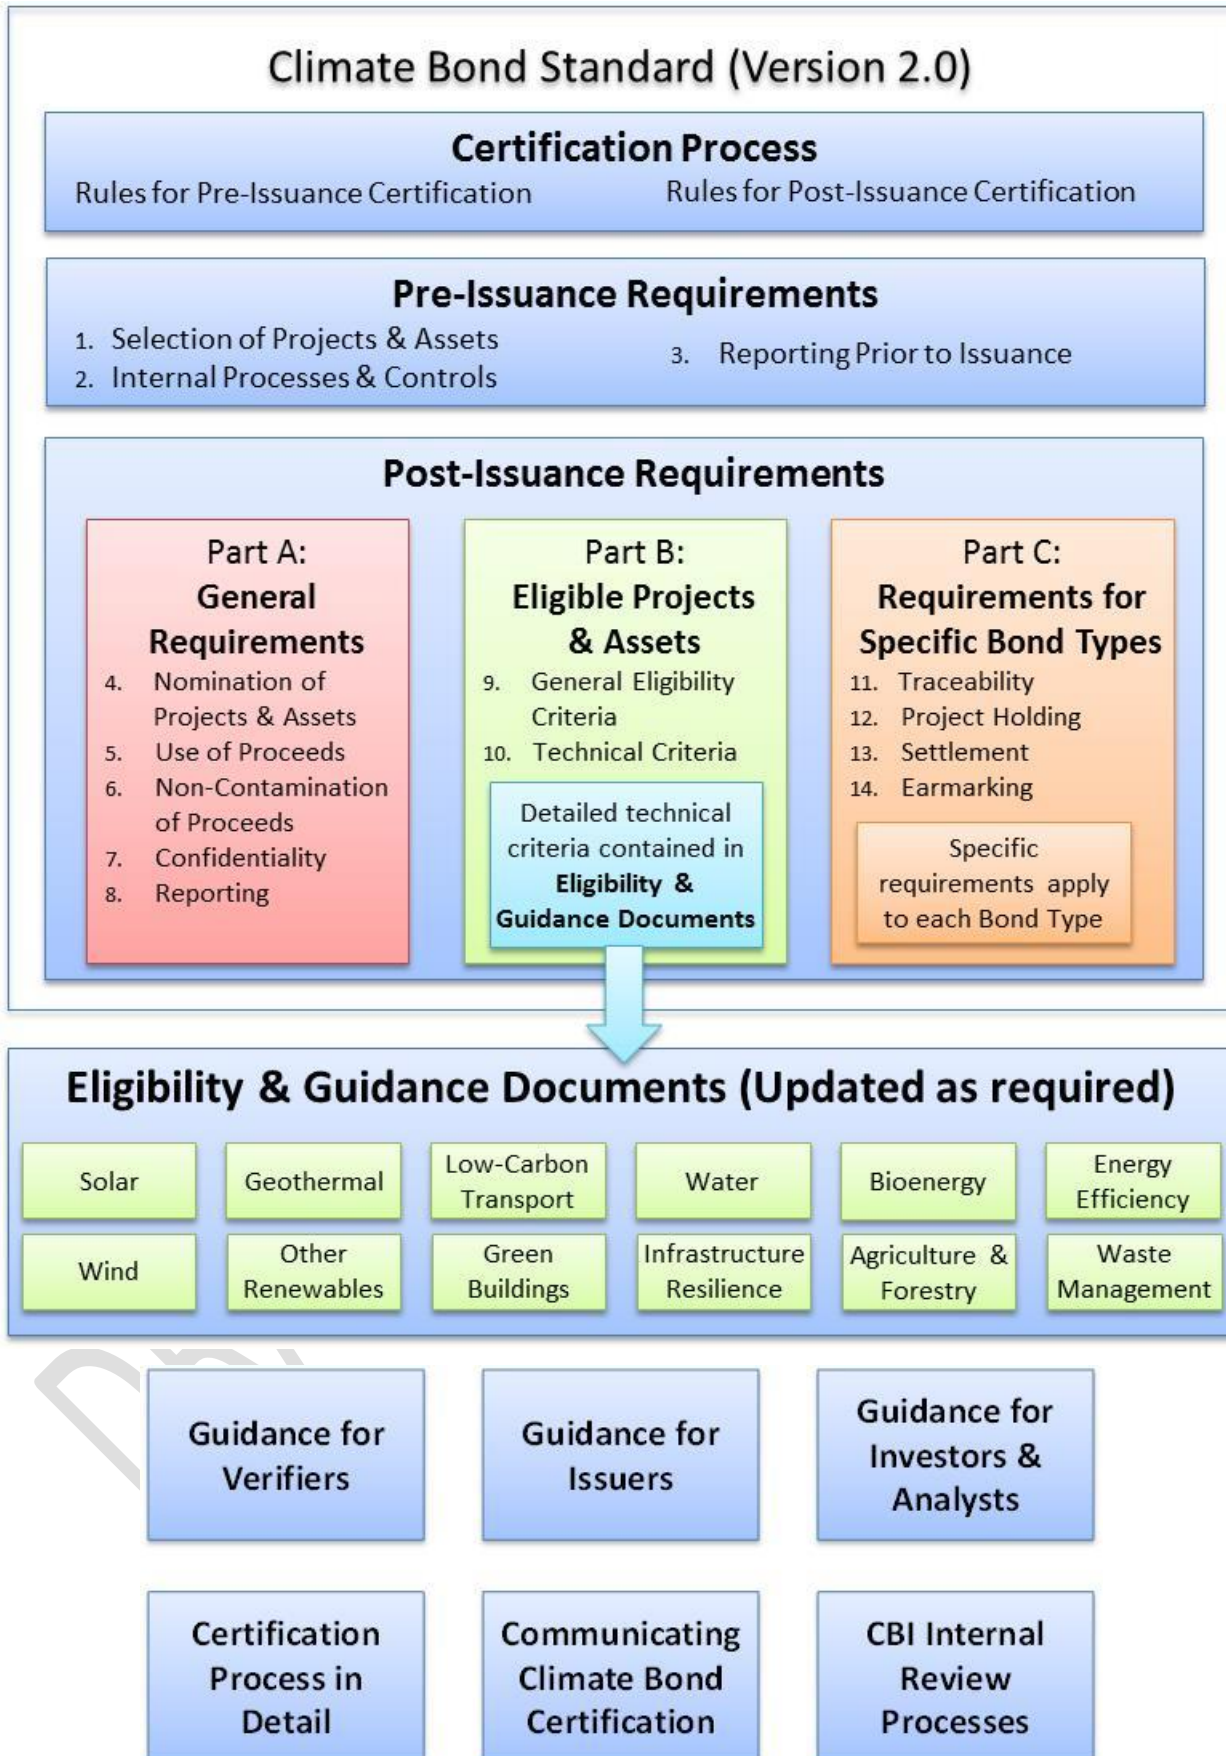 Climate Bond Standard (Version 2.0)
Certification Process
Rules for Pre-Issuance Certification
Rules for Post-Issuance Certification
Pre-Issuance Requirements
1. Selection of Projects & Assets
2. Internal Processes & Controls
3. Reporting Prior to Issuance
Post-Issuance Requirements
Part A:
General
Requirements
4. Nomination of
Projects & Assets
5. Use of Proceeds
6. Non-Contamination
of Proceeds
7. Confidentiality
8. Reporting
Part B:
Eligible Projects
& Assets
9. General Eligibility
Criteria
10. Technical Criteria
Detailed technical
criteria contained in
Eligibility &
Guidance Documents
Part C:
Requirements for
Specific Bond Types
11. Traceability
12. Project Holding
13. Settlement
14. Earmarking
Specific
requirements apply
to each Bond Type
Eligibility & Guidance Documents (Updated as required)
Solar
Geothermal
Low-Carbon
Transport
Water
Bioenergy
Energy
Efficiency
Wind
Other
Renewables
Green
Buildings
Infrastructure
Resilience
Agriculture &
Forestry
Waste
Management
Guidance for
Verifiers
Guidance for
Issuers
Guidance for
Investors &
Analysts
Certification
Process in
Detail
Communicating
Climate Bond
Certification
CBI Internal
Review
Processes